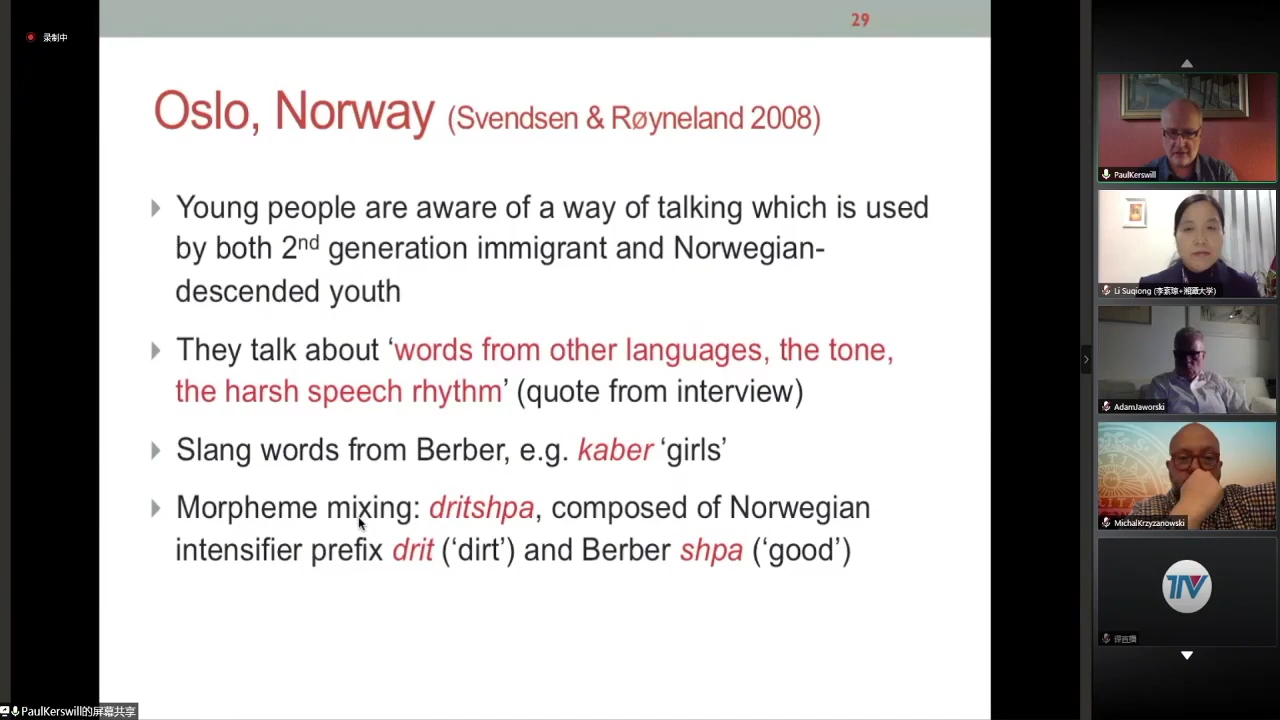 29
录制中
Oslo, Norway (Svendsen & Røyneland 2008)
Young people are aware of a way of talking which is used
by both 2nd generation immigrant and Norwegian-
descended youth
They talk about ‘words from other languages, the tone,
the harsh speech rhythm’ (quote from interview)
Slang words from Berber, e.g. kaber ‘girls’
Morpheme mixing: dritshpa, composed of Norwegian
intensifier prefix drit (‘dirt’) and Berber shpa (‘good’)
PaulKerswill
Li Suqiong (李素琼+湘潭大学)
AdamJaworski
MichalKrzyzanowski
TV
PaulKerswill的屏幕共享